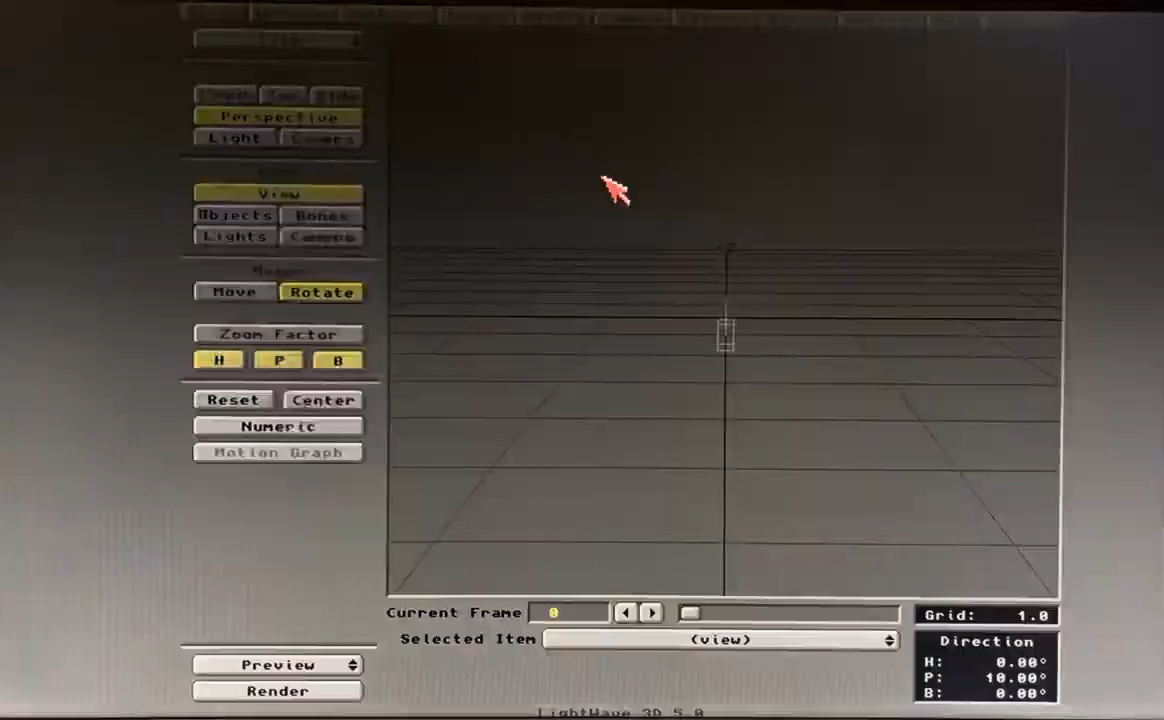 Perspective
Light Camera
View
Objects Bones
Lights Camera
Mouse
Move Rotate
Zoom Factor
H P B
Reset Center
Numeric
Motion Graph
Current Frame 0
Grid: 1.0
Selected Item (view)
Direction
H: 0.00°
P: 10.00°
B: 0.00°
Preview
Render
LightWave 3D 5.0